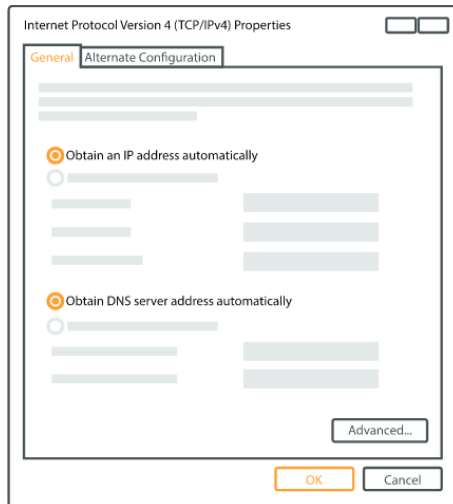 Internet Protocol Version 4 (TCP/IPv4) Properties
General
Alternate Configuration
Obtain an IP address automatically
Obtain DNS server address automatically
Advanced...
OK
Cancel